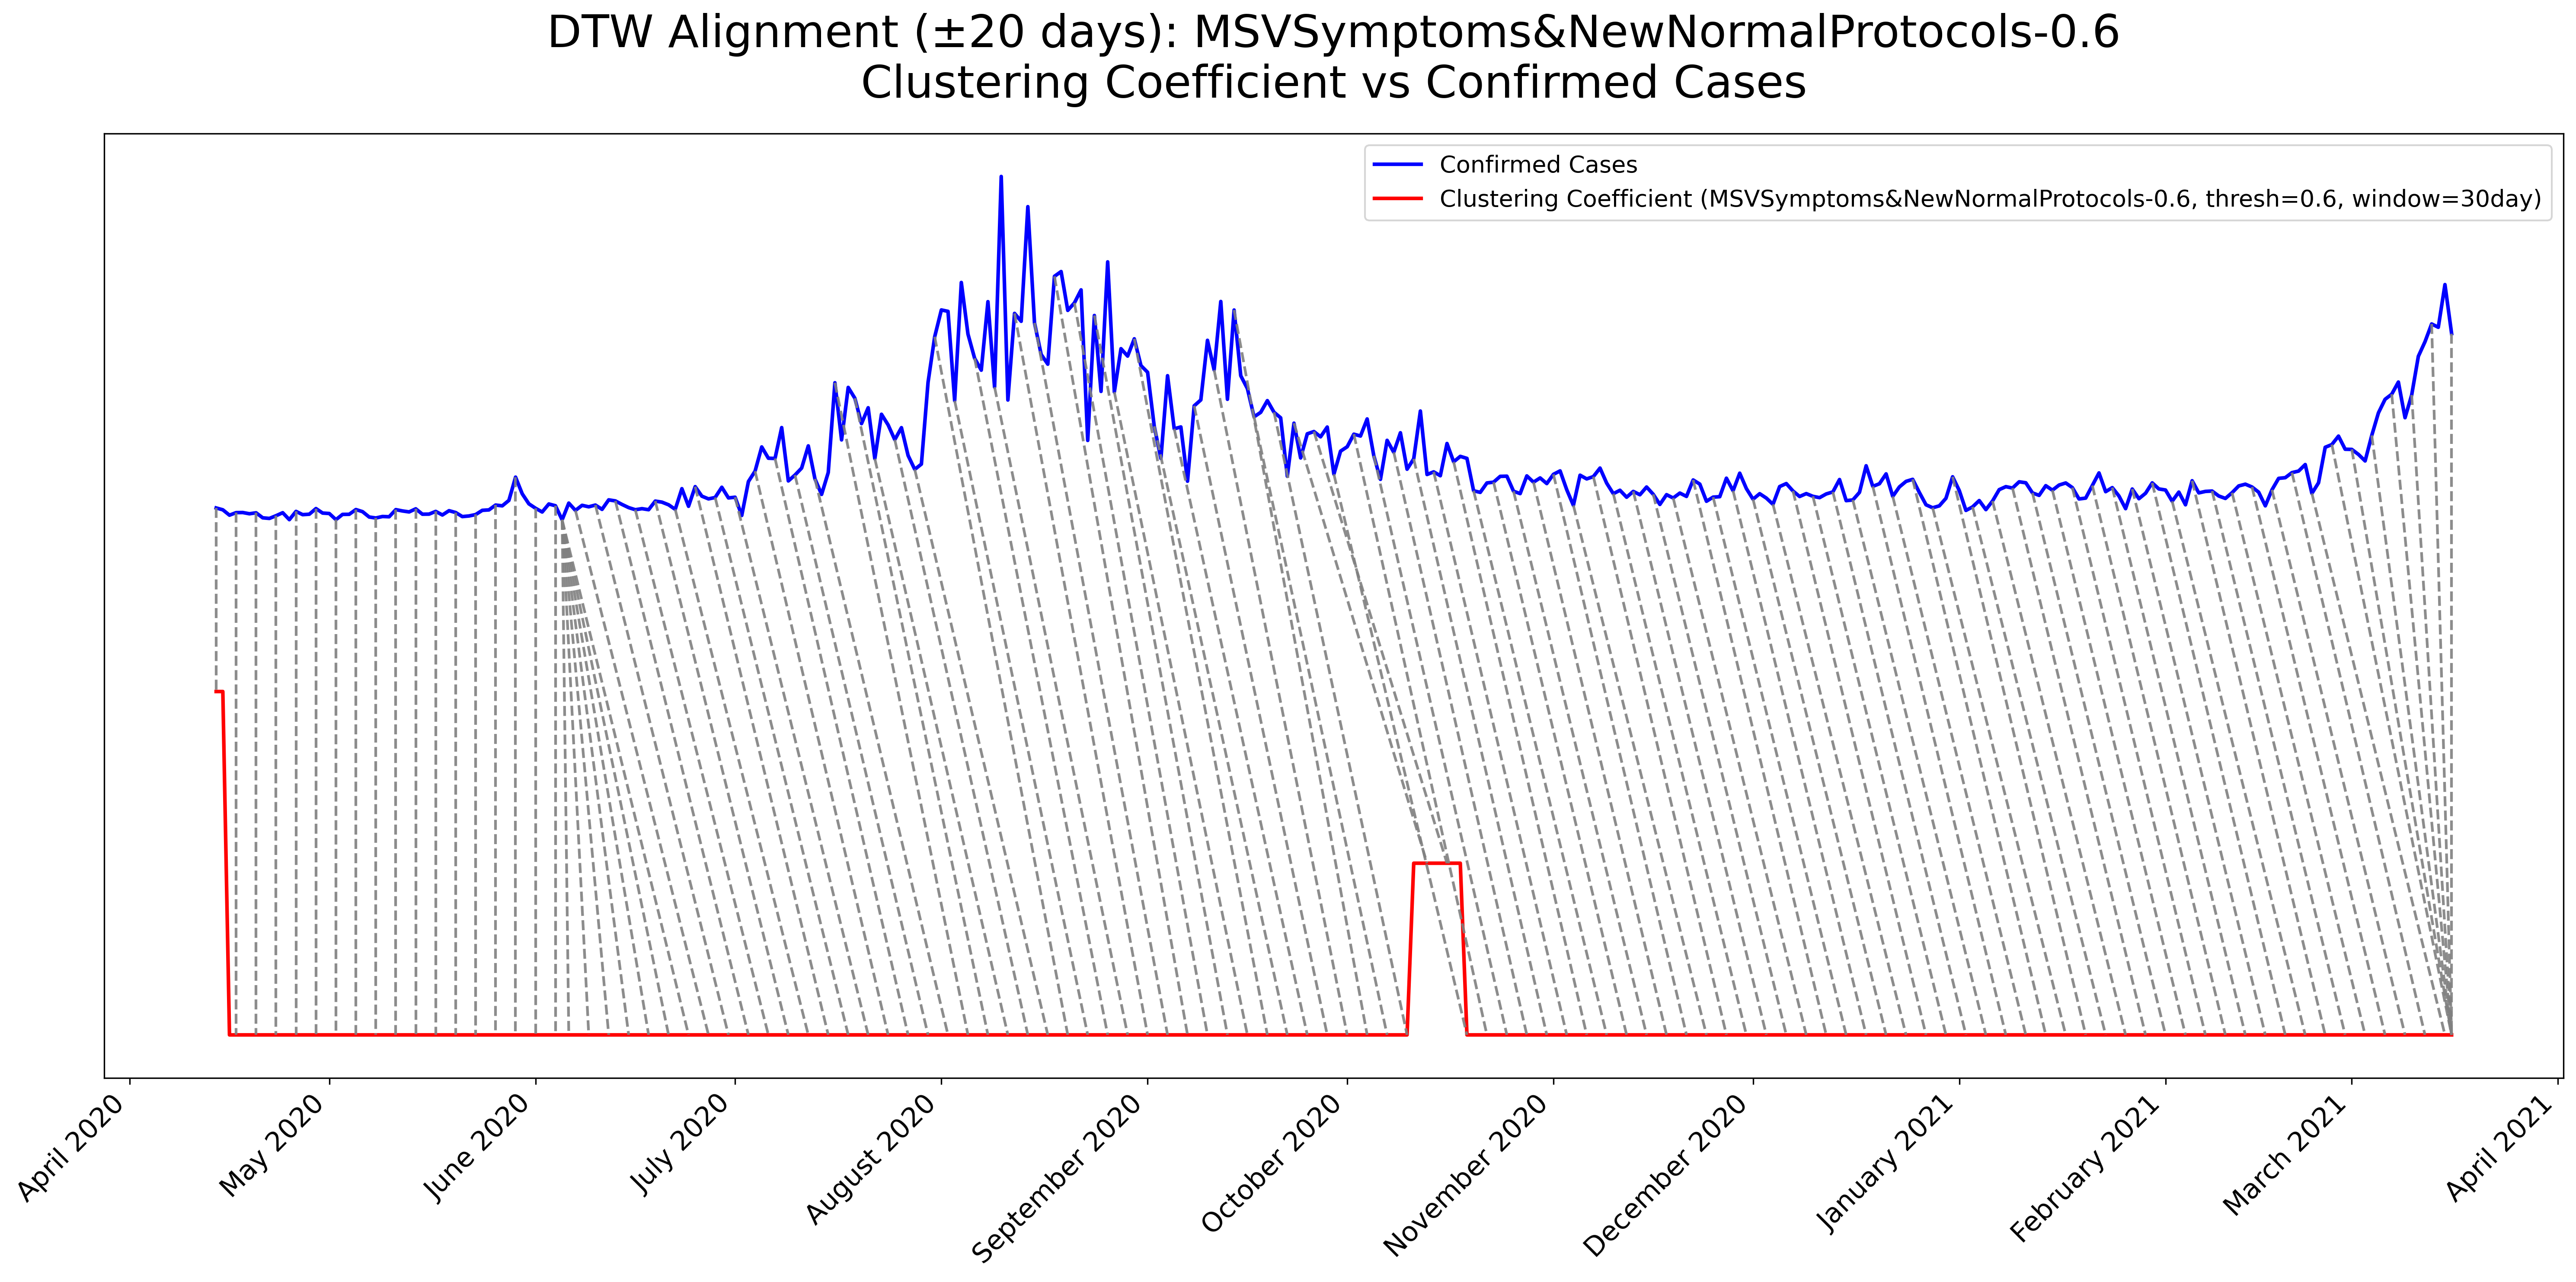 DTW Alignment (±20 days): MSVSymptoms&NewNormalProtocols-0.6
Clustering Coefficient vs Confirmed Cases
Confirmed Cases
Clustering Coefficient (MSVSymptoms&NewNormalProtocols-0.6, thresh=0.6, window=30day)
April 2020
May 2020
June 2020
July 2020
August 2020
September 2020
October 2020
November 2020
December 2020
January 2021
February 2021
March 2021
April 2021